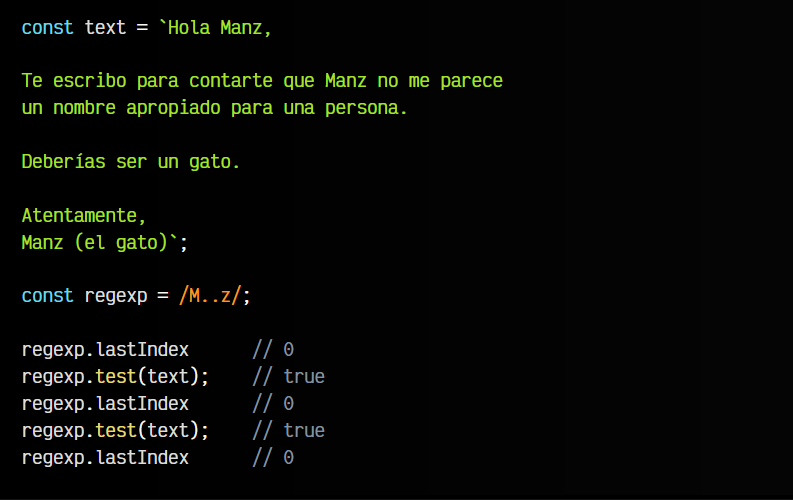 const text = `Hola Manz,
Te escribo para contarte que Manz no me parece
un nombre apropiado para una persona.
Deberías ser un gato.
Atentamente,
Manz (el gato)`;
const regexp = /M..z/;
regexp.lastIndex      // 0
regexp.test(text);    // true
regexp.lastIndex      // 0
regexp.test(text);    // true
regexp.lastIndex      // 0